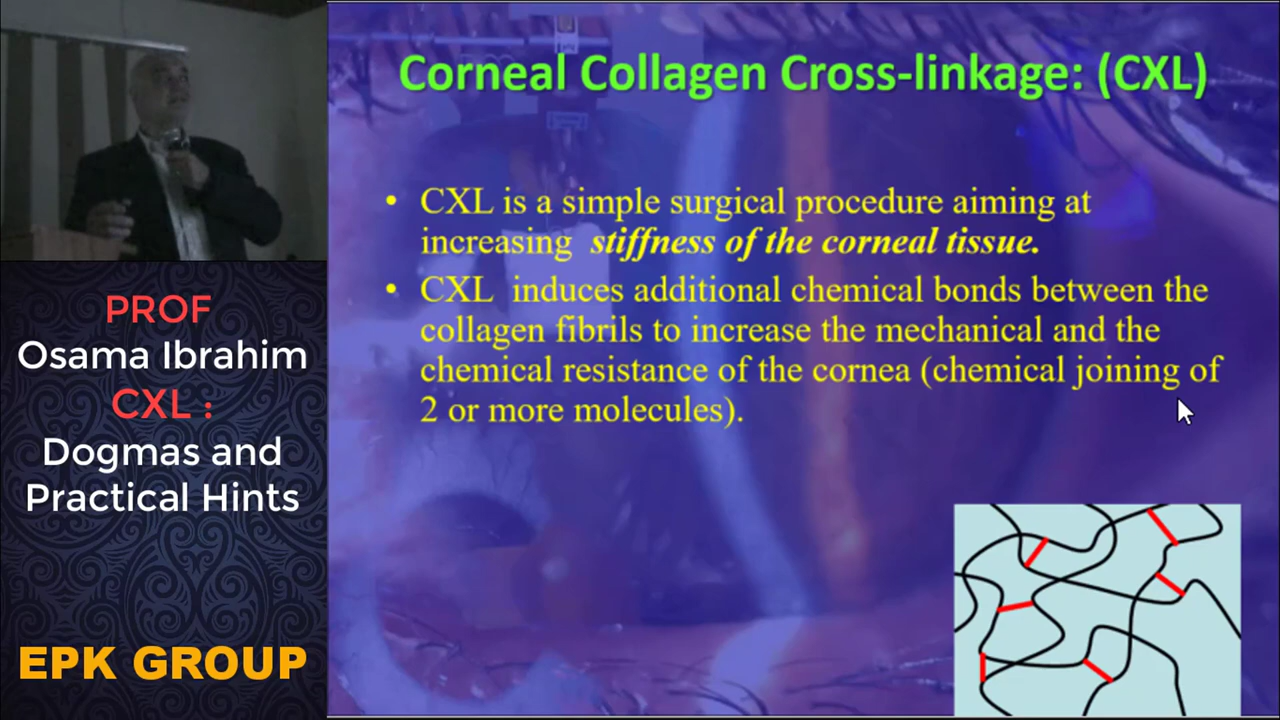 PROF
Osama Ibrahim
CXL :
Dogmas and
Practical Hints
EPK GROUP
Corneal Collagen Cross-linkage: (CXL)
• CXL is a simple surgical procedure aiming at
increasing stiffness of the corneal tissue.
• CXL induces additional chemical bonds between the
collagen fibrils to increase the mechanical and the
chemical resistance of the cornea (chemical joining of
2 or more molecules).